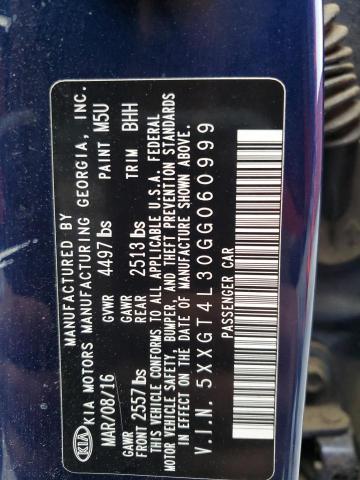 MANUFACTURED BY
KIA KIA MOTORS MANUFACTURING GEORGIA, INC.
MAR/08/16 GVWR 4497 lbs PAINT M5U
GAWR FRONT 2557 lbs GAWR REAR 2513 lbs TRIM BHH
THIS VEHICLE CONFORMS TO ALL APPLICABLE U.S.A. FEDERAL
MOTOR VEHICLE SAFETY, BUMPER, AND THEFT PREVENTION STANDARDS
IN EFFECT ON THE DATE OF MANUFACTURE SHOWN ABOVE.
V.I.N. 5XXGT4L30GG060999
PASSENGER CAR